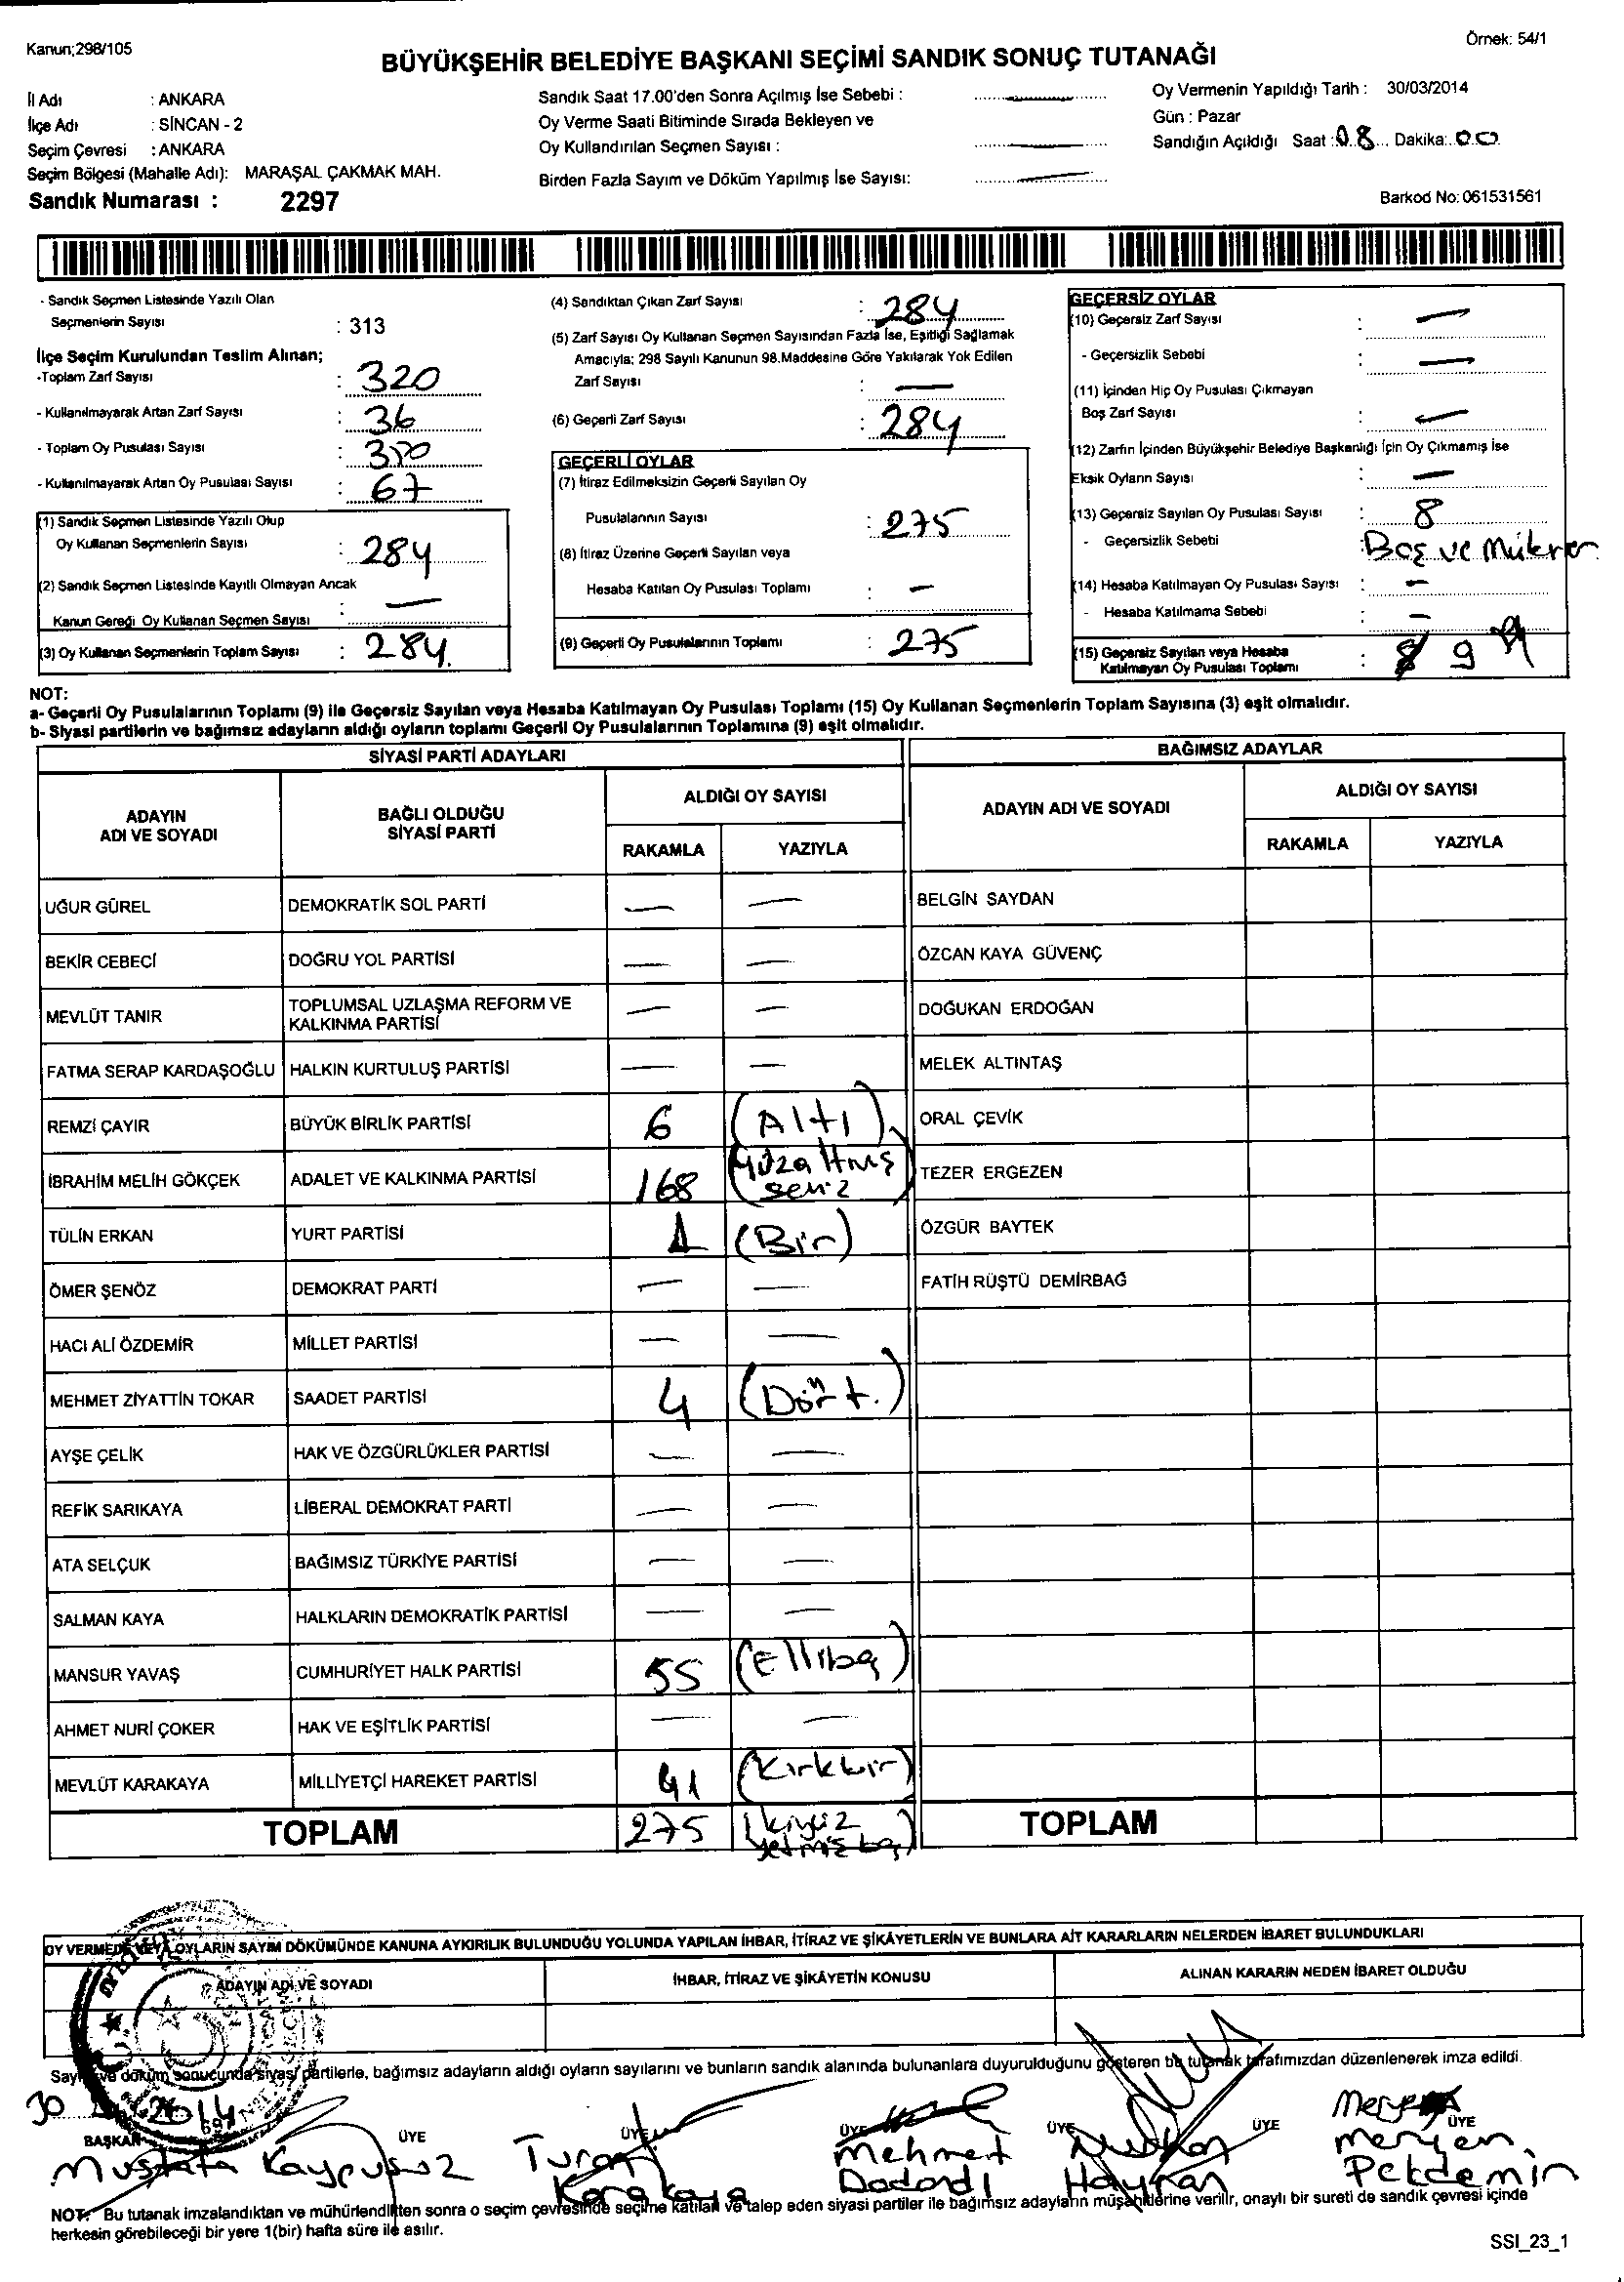 Kanun;298/105
Örnek: 54/1
BÜYÜKŞEHİR BELEDİYE BAŞKANI SEÇİMİ SANDIK SONUÇ TUTANAĞI
İl Adı : ANKARA
İlçe Adı : SİNCAN - 2
Seçim Çevresi : ANKARA
Seçim Bölgesi (Mahalle Adı): MARAŞAL ÇAKMAK MAH.
Sandık Numarası : 2297
Sandık Saat 17.00'den Sonra Açılmış İse Sebebi :
Oy Verme Saati Bitiminde Sırada Bekleyen ve
Oy Kullandırılan Seçmen Sayısı :
Birden Fazla Sayım ve Döküm Yapılmış İse Sayısı:
Oy Vermenin Yapıldığı Tarih : 30/03/2014
Gün : Pazar
Sandığın Açıldığı Saat : 08 Dakika: 00
Barkod No: 061531561
- Sandık Seçmen Listesinde Yazılı Olan
Seçmenlerin Sayısı : 313
İlçe Seçim Kurulundan Teslim Alınan;
-Toplam Zarf Sayısı : 320
- Kullanılmayarak Artan Zarf Sayısı : 36
- Toplam Oy Pusulası Sayısı :
- Kullanılmayarak Artan Oy Pusulası Sayısı : 67
(1) Sandık Seçmen Listesinde Yazılı Olup
Oy Kullanan Seçmenlerin Sayısı : 284
(2) Sandık Seçmen Listesinde Kayıtlı Olmayan Ancak
Kanun Gereği Oy Kullanan Seçmen Sayısı : —
(3) Oy Kullanan Seçmenlerin Toplam Sayısı : 284.
(4) Sandıktan Çıkan Zarf Sayısı : 284
(5) Zarf Sayısı Oy Kullanan Seçmen Sayısından Fazla İse, Eşitliği Sağlamak
Amacıyla; 298 Sayılı Kanunun 98.Maddesine Göre Yakılarak Yok Edilen
Zarf Sayısı : —
(6) Geçerli Zarf Sayısı : 284
GEÇERLİ OYLAR
(7) İtiraz Edilmeksizin Geçerli Sayılan Oy
Pusulalarının Sayısı : 275
(8) İtiraz Üzerine Geçerli Sayılan veya
Hesaba Katılan Oy Pusulası Toplamı : —
(9) Geçerli Oy Pusulalarının Toplamı : 275
GEÇERSİZ OYLAR
(10) Geçersiz Zarf Sayısı : —
- Geçersizlik Sebebi : —
(11) İçinden Hiç Oy Pusulası Çıkmayan
Boş Zarf Sayısı : —
(12) Zarfın İçinden Büyükşehir Belediye Başkanlığı İçin Oy Çıkmamış İse
Eksik Oyların Sayısı : —
(13) Geçersiz Sayılan Oy Pusulası Sayısı : 8
- Geçersizlik Sebebi : Boş ve
(14) Hesaba Katılmayan Oy Pusulası Sayısı : —
- Hesaba Katılmama Sebebi : —
(15) Geçersiz Sayılan veya Hesaba
Katılmayan Oy Pusulası Toplamı : 9
NOT:
a- Geçerli Oy Pusulalarının Toplamı (9) ile Geçersiz Sayılan veya Hesaba Katılmayan Oy Pusulası Toplamı (15) Oy Kullanan Seçmenlerin Toplam Sayısına (3) eşit olmalıdır.
b- Siyasi partilerin ve bağımsız adayların aldığı oyların toplamı Geçerli Oy Pusulalarının Toplamına (9) eşit olmalıdır.
SİYASİ PARTİ ADAYLARI
ADAYIN ADI VE SOYADI BAĞLI OLDUĞU SİYASİ PARTİ ALDIĞI OY SAYISI RAKAMLA YAZIYLA
UĞUR GÜREL DEMOKRATİK SOL PARTİ — —
BEKİR CEBECİ DOĞRU YOL PARTİSİ — —
MEVLÜT TANIR TOPLUMSAL UZLAŞMA REFORM VE KALKINMA PARTİSİ — —
FATMA SERAP KARDAŞOĞLU HALKIN KURTULUŞ PARTİSİ — —
REMZİ ÇAYIR BÜYÜK BİRLİK PARTİSİ 6 (Altı)
İBRAHİM MELİH GÖKÇEK ADALET VE KALKINMA PARTİSİ 168 (yüzaltmış sekiz)
TÜLİN ERKAN YURT PARTİSİ 1 (Bir)
ÖMER ŞENÖZ DEMOKRAT PARTİ — —
HACI ALİ ÖZDEMİR MİLLET PARTİSİ — —
MEHMET ZİYATTİN TOKAR SAADET PARTİSİ 4 (Dört.)
AYŞE ÇELİK HAK VE ÖZGÜRLÜKLER PARTİSİ — —
REFİK SARIKAYA LİBERAL DEMOKRAT PARTİ — —
ATA SELÇUK BAĞIMSIZ TÜRKİYE PARTİSİ — —
SALMAN KAYA HALKLARIN DEMOKRATİK PARTİSİ — —
MANSUR YAVAŞ CUMHURİYET HALK PARTİSİ 55 (Ellibeş)
AHMET NURİ ÇOKER HAK VE EŞİTLİK PARTİSİ — —
MEVLÜT KARAKAYA MİLLİYETÇİ HAREKET PARTİSİ 41 (Kırkbir)
TOPLAM 275 (ikiyüz yetmiş beş)
BAĞIMSIZ ADAYLAR
ADAYIN ADI VE SOYADI ALDIĞI OY SAYISI RAKAMLA YAZIYLA
BELGİN SAYDAN
ÖZCAN KAYA GÜVENÇ
DOĞUKAN ERDOĞAN
MELEK ALTINTAŞ
ORAL ÇEVİK
TEZER ERGEZEN
ÖZGÜR BAYTEK
FATİH RÜŞTÜ DEMİRBAĞ
TOPLAM
OY VERMEDE VEYA OYLARIN SAYIM DÖKÜMÜNDE KANUNA AYKIRILIK BULUNDUĞU YOLUNDA YAPILAN İHBAR, İTİRAZ VE ŞİKÂYETLERİN VE BUNLARA AİT KARARLARIN NELERDEN İBARET BULUNDUKLARI
ADAYIN ADI VE SOYADI İHBAR, İTİRAZ VE ŞİKÂYETİN KONUSU ALINAN KARARIN NEDEN İBARET OLDUĞU
Sayım ve döküm sonucunda siyasi partilerle, bağımsız adayların aldığı oyların sayılarını ve bunların sandık alanında bulunanlara duyurulduğunu gösteren bu tutanak tarafımızdan düzenlenerek imza edildi.
30 2014
BAŞKAN ÜYE ÜYE ÜYE ÜYE ÜYE ÜYE
Mustafa Kaypusuz Turan Karakaya Mehmet Dadandı Hayran Meryem Pekdemir
NOT: Bu tutanak imzalandıktan ve mühürlendikten sonra o seçim çevresinde seçime katılan ve talep eden siyasi partiler ile bağımsız adayların müşahitlerine verilir, onaylı bir sureti de sandık çevresi içinde
herkesin görebileceği bir yere 1(bir) hafta süre ile asılır.
SSI_23_1